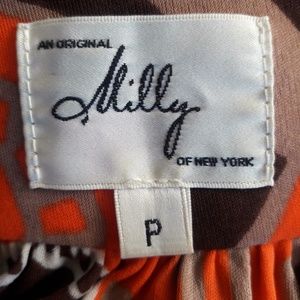 AN ORIGINAL
Milly
OF NEW YORK
P